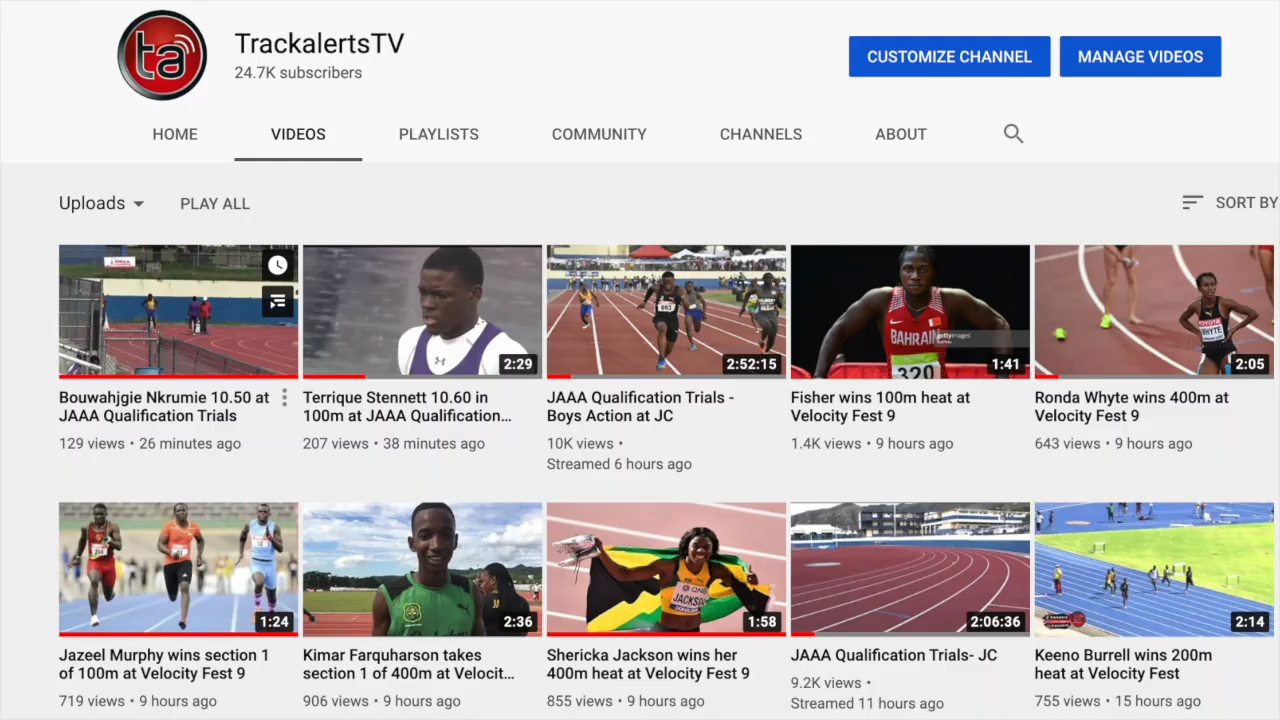 ta
TrackalertsTV
24.7K subscribers
CUSTOMIZE CHANNEL
MANAGE VIDEOS
HOME
VIDEOS
PLAYLISTS
COMMUNITY
CHANNELS
ABOUT
Uploads
PLAY ALL
SORT BY
2:29
693
2:52:15
BAHRAIN
gettyimages
320
1:41
WHYTE
2:05
Bouwahjgie Nkrumie 10.50 at
JAAA Qualification Trials
129 views • 26 minutes ago
Terrique Stennett 10.60 in
100m at JAAA Qualification...
207 views • 38 minutes ago
JAAA Qualification Trials -
Boys Action at JC
10K views •
Streamed 6 hours ago
Fisher wins 100m heat at
Velocity Fest 9
1.4K views • 9 hours ago
Ronda Whyte wins 400m at
Velocity Fest 9
643 views • 9 hours ago
1:24
2:36
JACKSON
1:58
2:06:36
2:14
Jazeel Murphy wins section 1
of 100m at Velocity Fest 9
719 views • 9 hours ago
Kimar Farquharson takes
section 1 of 400m at Velocit...
906 views • 9 hours ago
Shericka Jackson wins her
400m heat at Velocity Fest 9
855 views • 9 hours ago
JAAA Qualification Trials- JC
9.2K views •
Streamed 11 hours ago
Keeno Burrell wins 200m
heat at Velocity Fest
755 views • 15 hours ago